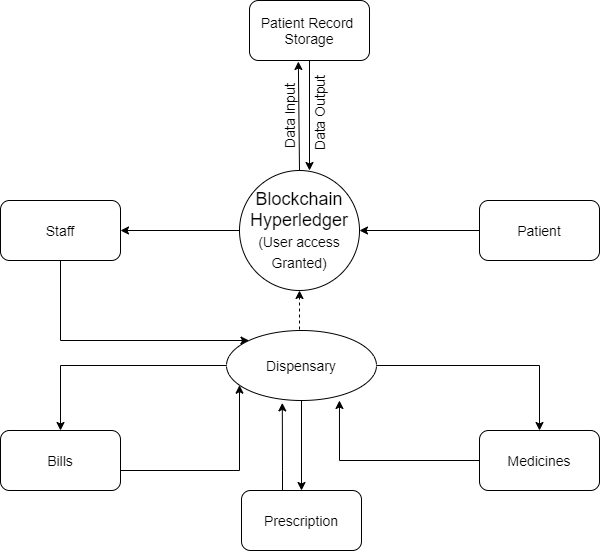 Patient Record
Storage
Data Input
Data Output
Blockchain
Hyperledger
(User access
Granted)
Staff
Patient
Dispensary
Bills
Medicines
Prescription